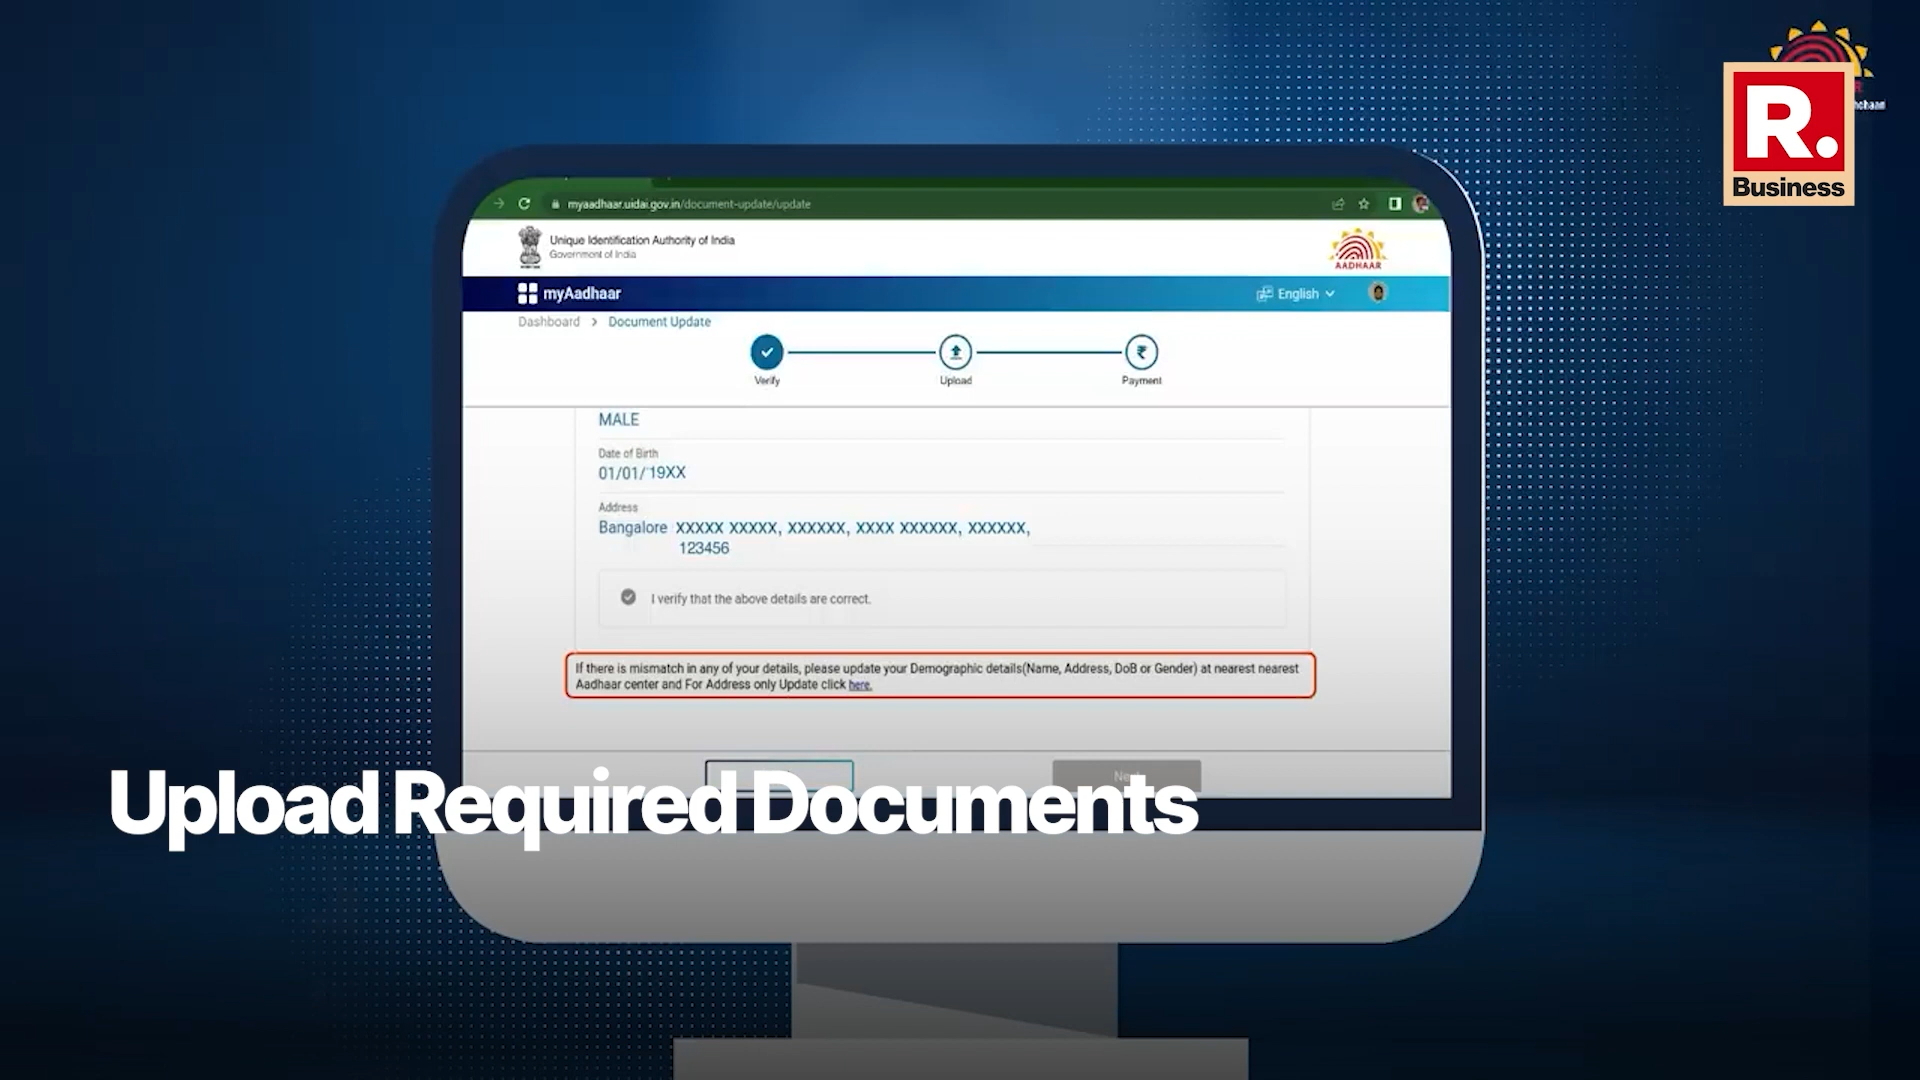 R.
Business
myaadhaar.uidai.gov.in/document-update/update
Unique Identification Authority of India
Government of India
AADHAAR
myAadhaar
English
Dashboard > Document Update
Verify
Upload
Payment
MALE
Date of Birth
01/01/19XX
Address
Bangalore XXXXX XXXXX, XXXXXX, XXXX XXXXXX, XXXXXX,
123456
I verify that the above details are correct.
If there is mismatch in any of your details, please update your Demographic details(Name, Address, DoB or Gender) at nearest nearest
Aadhaar center and For Address only Update click here.
Upload Required Documents